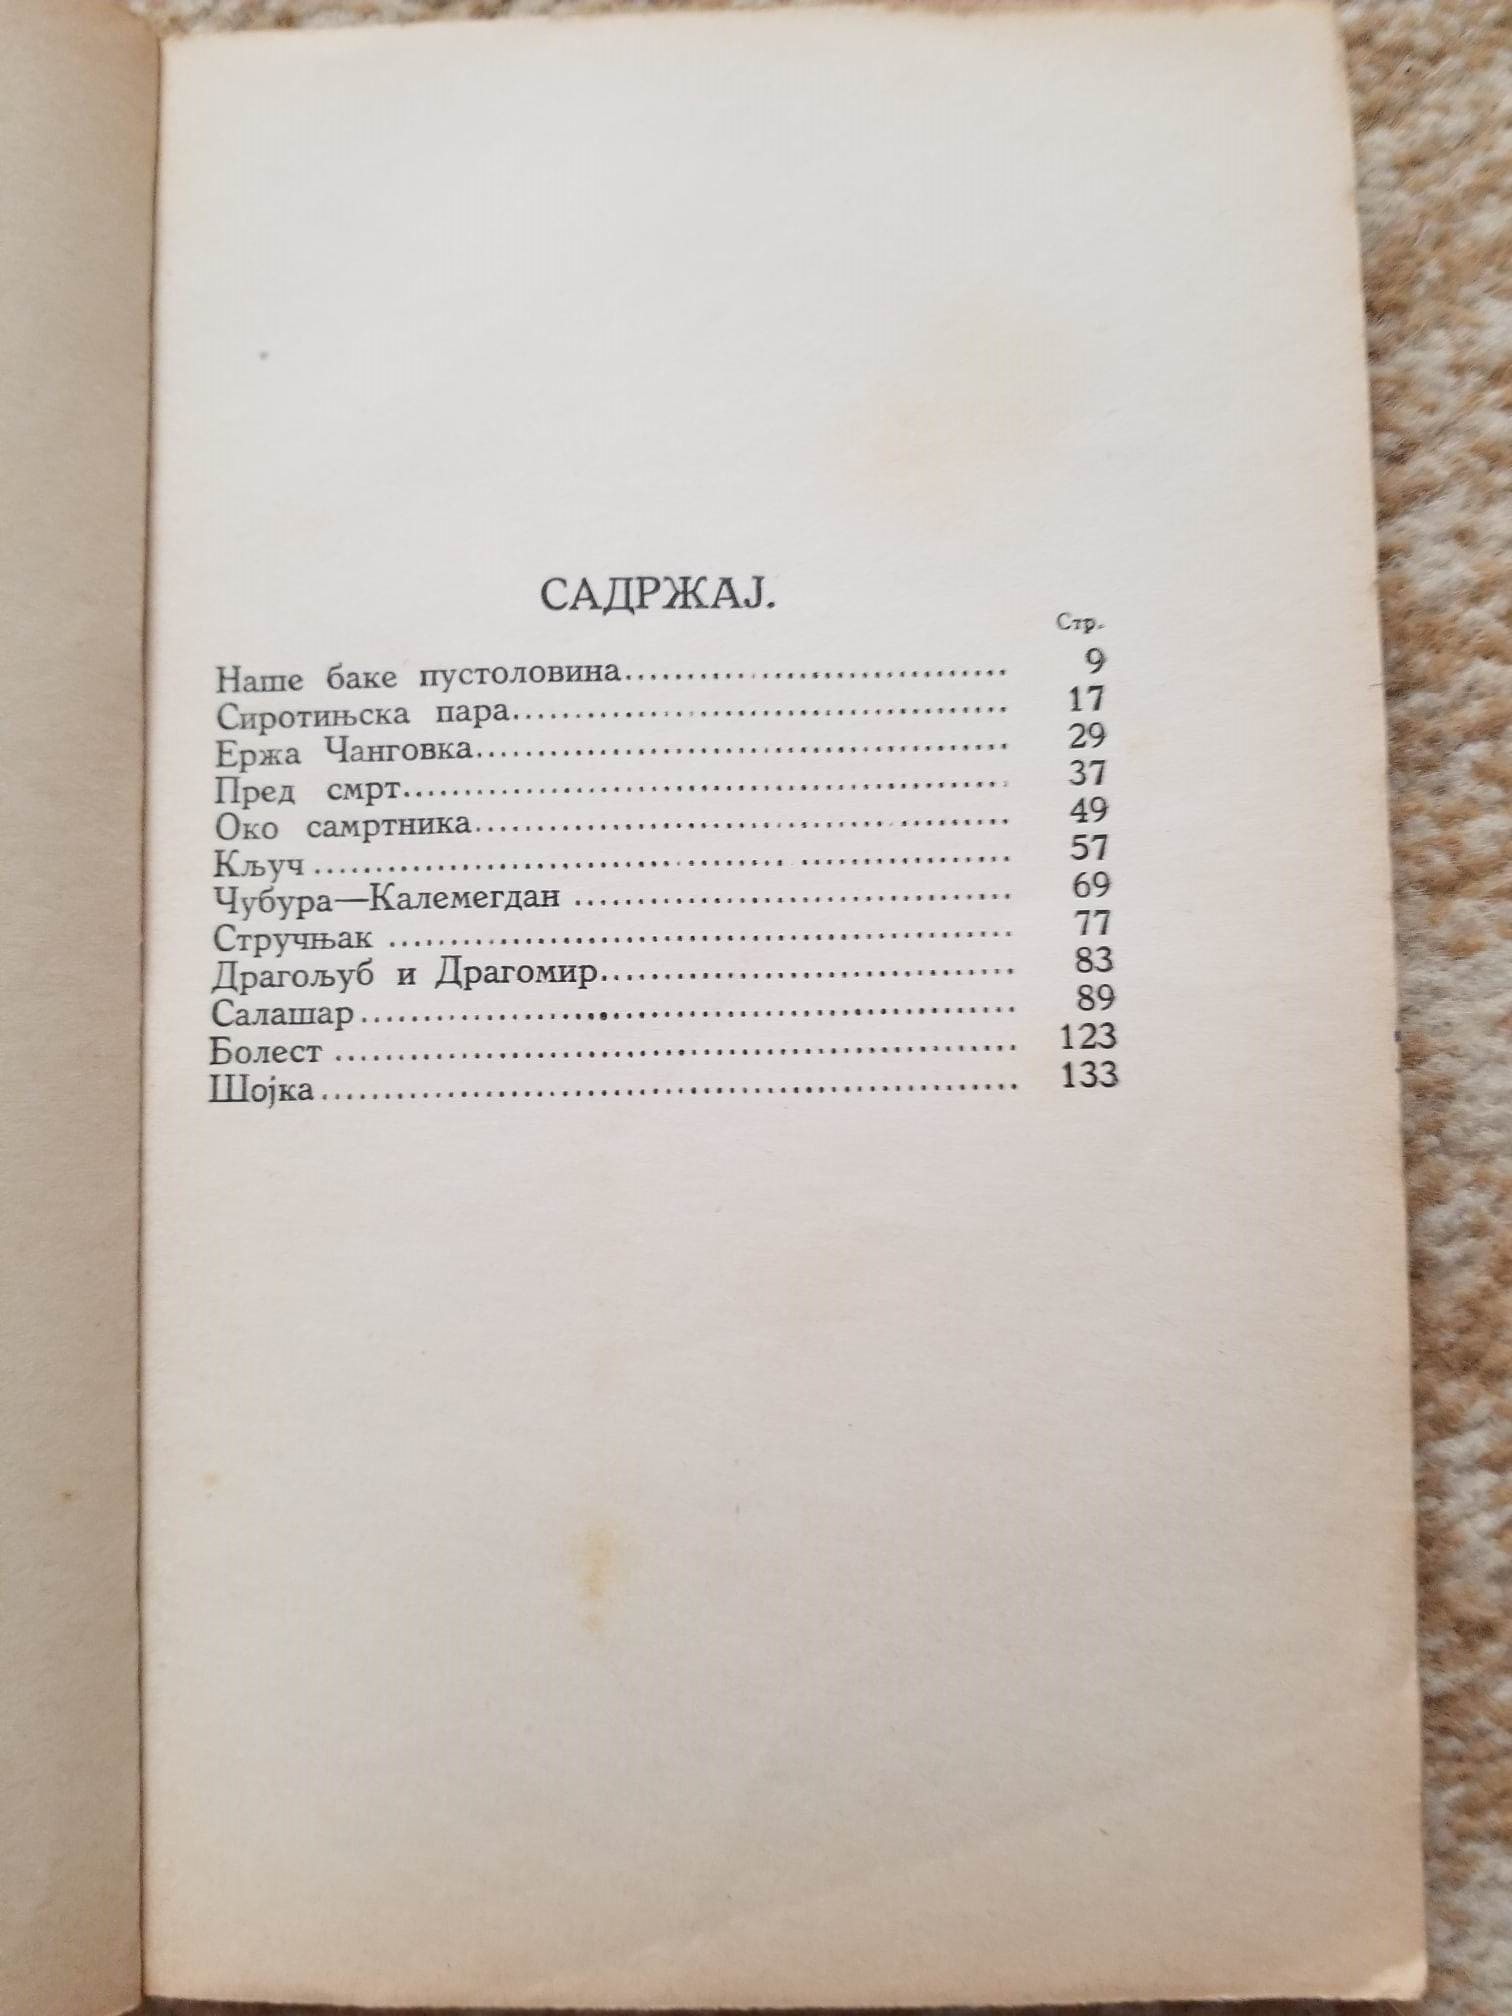 САДРЖАЈ.
Стр.
Наше баке пустоловина........................................ 9
Сиротињска пара........................................ 17
Ержа Чанговка........................................ 29
Пред смрт........................................ 37
Око самртника........................................ 49
Кључ........................................ 57
Чубура—Калемегдан........................................ 69
Стручњак........................................ 77
Драгољуб и Драгомир........................................ 83
Салашар........................................ 89
Болест........................................ 123
Шојка........................................ 133